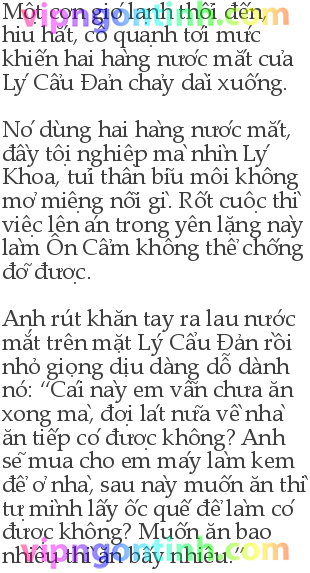 Một cơn gió lạnh thổi đến,
hiu hắt, cô quạnh tới mức
khiến hai hàng nước mắt của
Lý Cẩu Đản chảy dài xuống.

Nó dùng hai hàng nước mắt,
đầy tội nghiệp mà nhìn Lý
Khoa, tủi thân bĩu môi không
mở miệng nói gì. Rốt cuộc thì
việc lên án trong yên lặng này
làm Ôn Cẩm không thể chống
đỡ được.

Anh rút khăn tay ra lau nước
mắt trên mặt Lý Cẩu Đản rồi
nhỏ giọng dịu dàng dỗ dành
nó: “Cái này em vẫn chưa ăn
xong mà, đợi lát nữa về nhà
ăn tiếp có được không? Anh
sẽ mua cho em máy làm kem
để ở nhà, sau này muốn ăn thì
tự mình lấy ốc quế để làm có
được không? Muốn ăn bao
nhiêu thì ăn bấy nhiêu.”
vipngontinh.com
vipngontinh.com